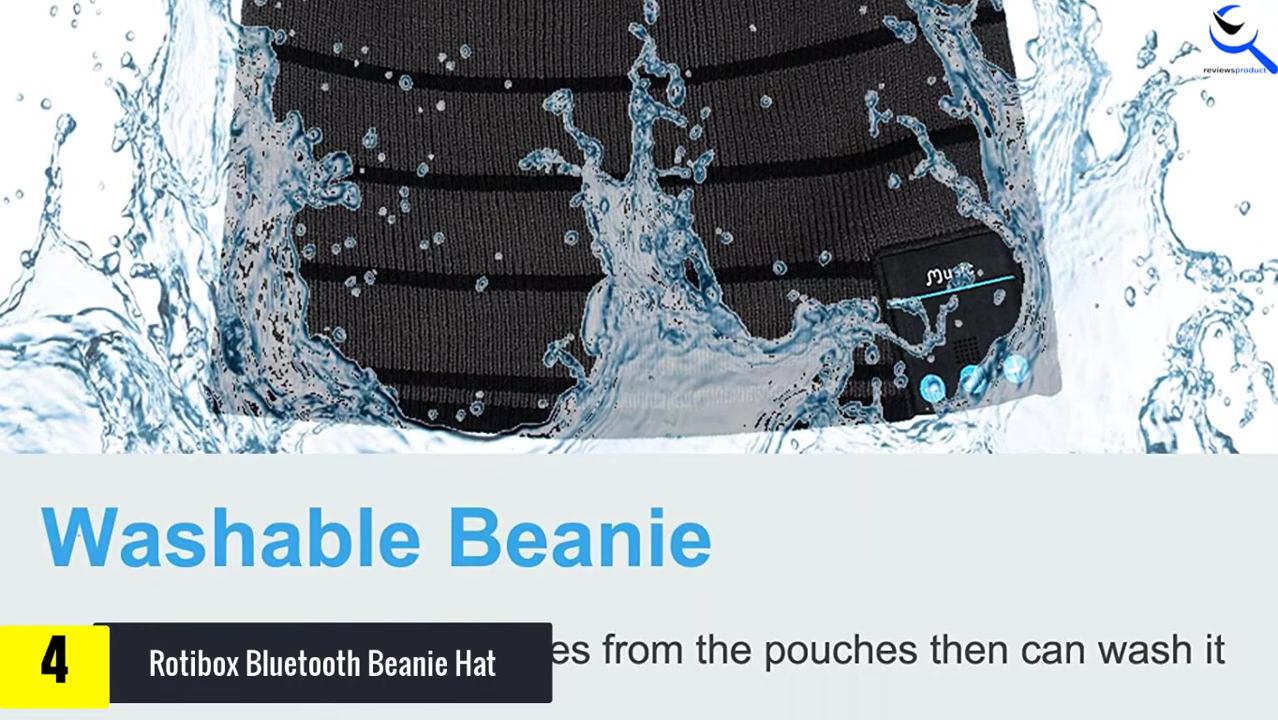 reviewsproduct
Music
Washable Beanie
es from the pouches then can wash it
4
Rotibox Bluetooth Beanie Hat